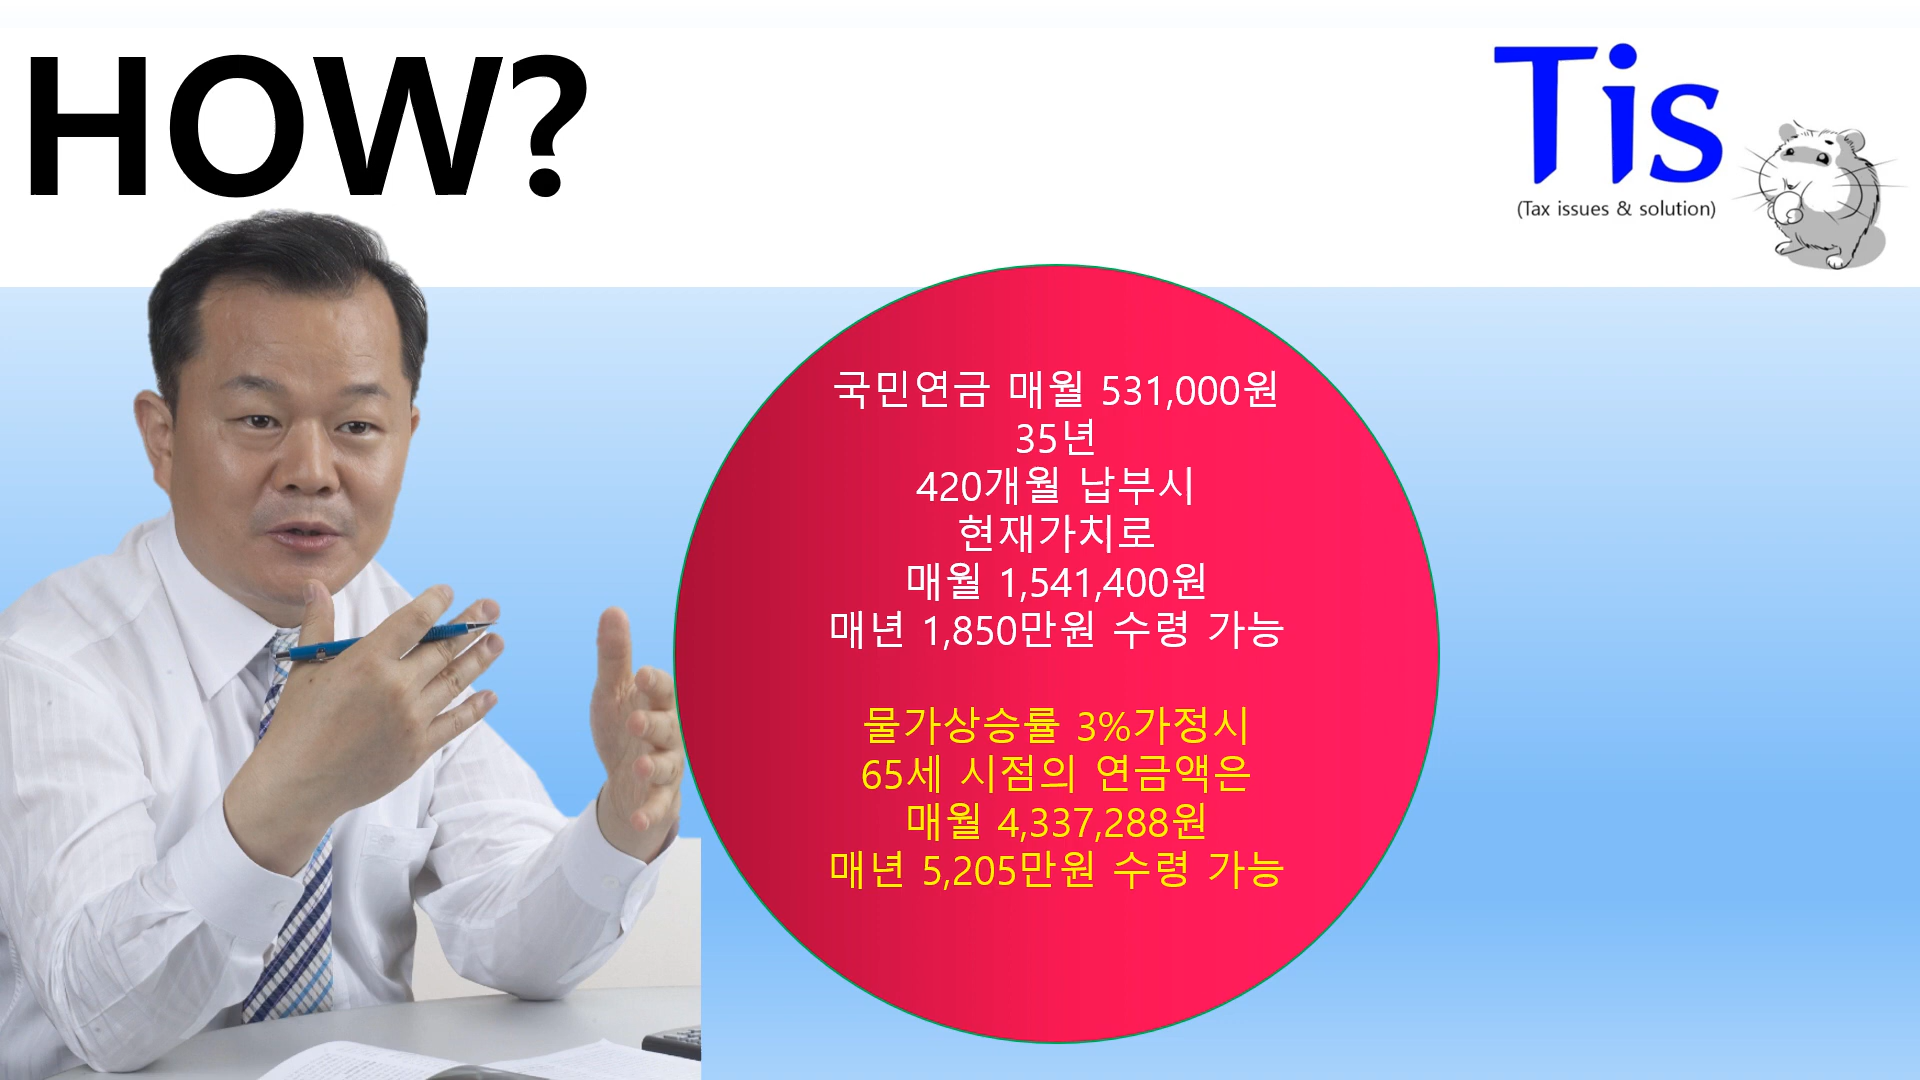 HOW?
Tis
(Tax issues & solution)
국민연금 매월 531,000원
35년
420개월 납부시
현재가치로
매월 1,541,400원
매년 1,850만원 수령 가능
물가상승률 3%가정시
65세 시점의 연금액은
매월 4,337,288원
매년 5,205만원 수령 가능